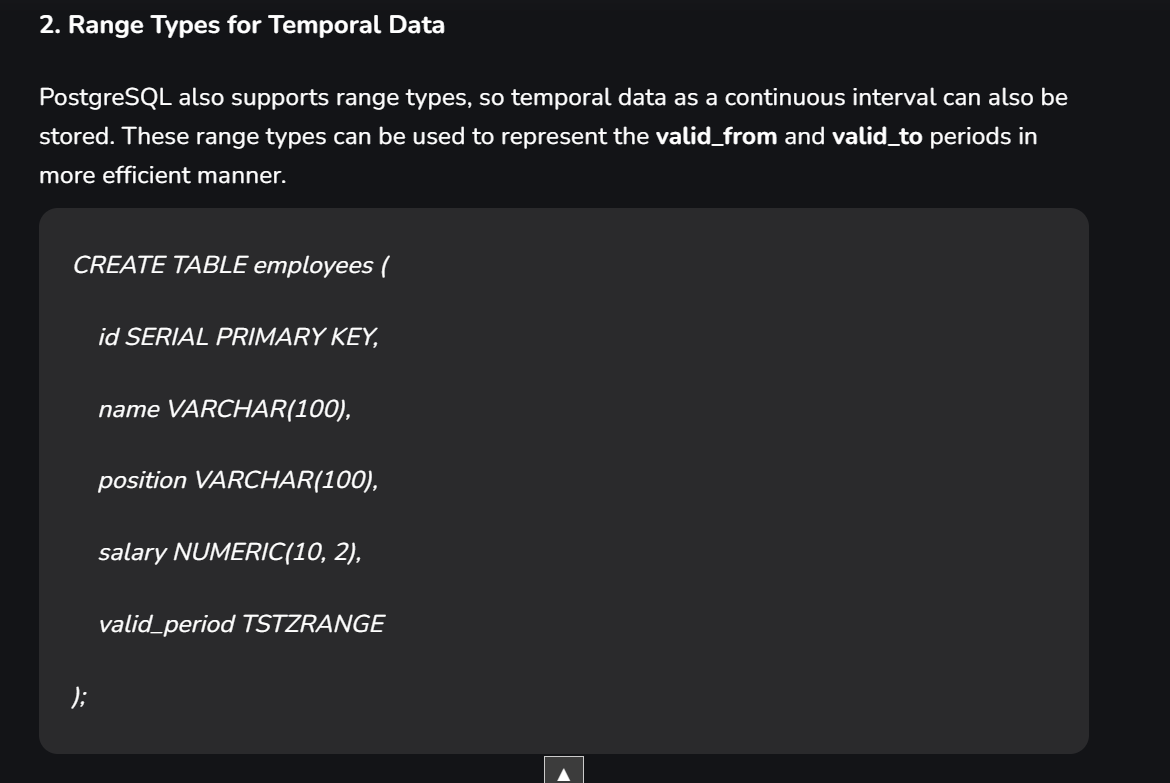 2. Range Types for Temporal Data
PostgreSQL also supports range types, so temporal data as a continuous interval can also be
stored. These range types can be used to represent the valid_from and valid_to periods in
more efficient manner.
CREATE TABLE employees (
id SERIAL PRIMARY KEY,
name VARCHAR(100),
position VARCHAR(100),
salary NUMERIC(10, 2),
valid_period TSTZRANGE
);